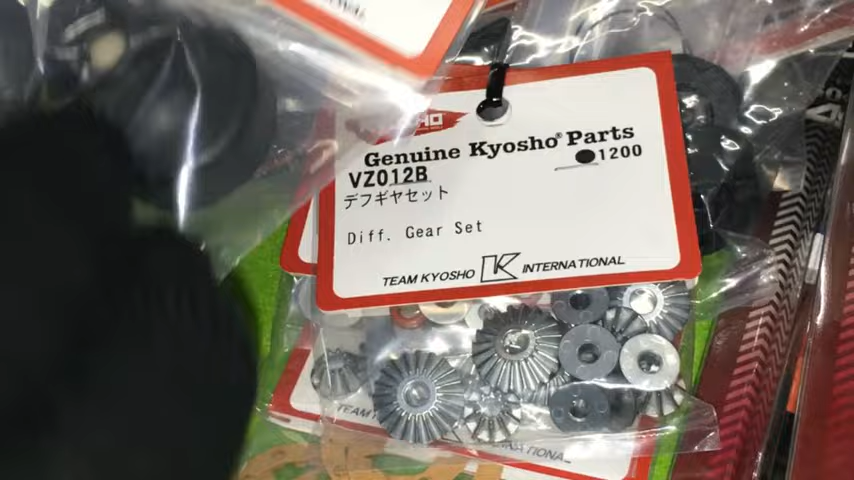 Genuine Kyosho® Parts
VZ012B
●1200
デフギヤセット
Diff. Gear Set
TEAM KYOSHO K INTERNATIONAL